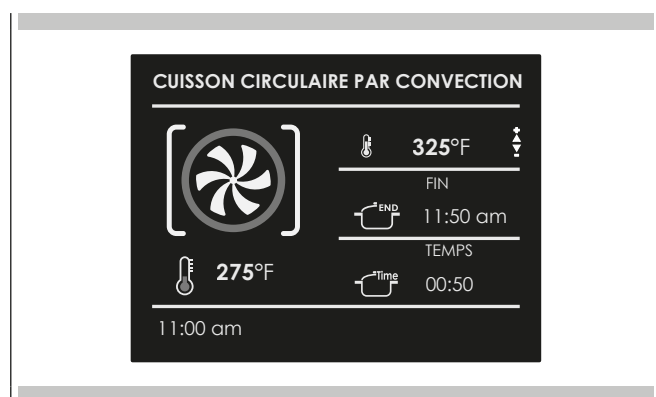 CUISSON CIRCULAIRE PAR CONVECTION
325°F
FIN
END
11:50 am
TEMPS
Time
00:50
275°F
11:00 am